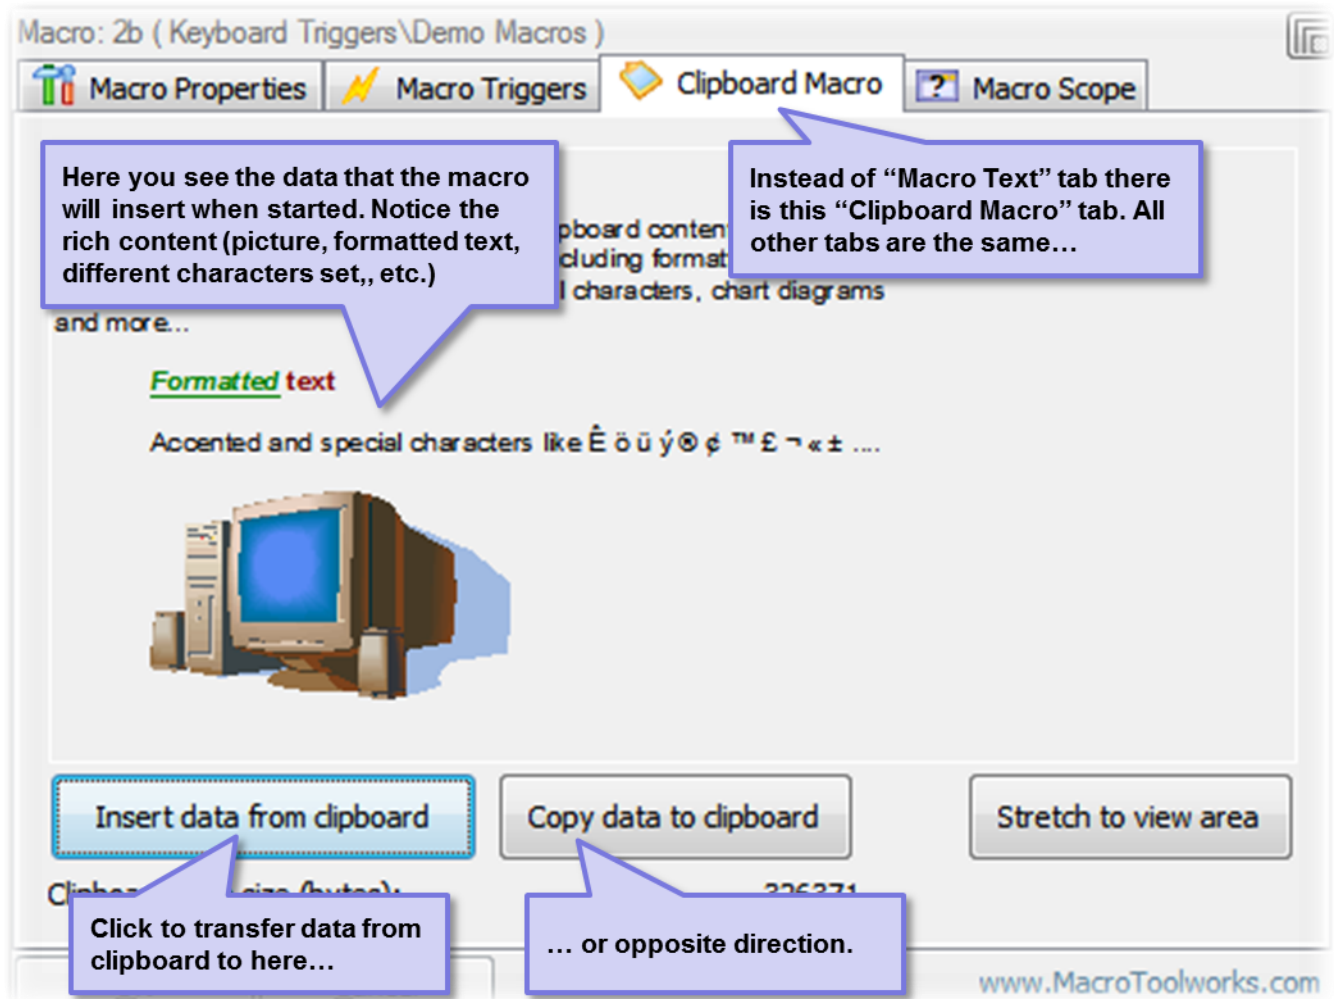 Macro: 2b ( Keyboard Triggers\Demo Macros )
Macro Properties
Macro Triggers
Clipboard Macro
Macro Scope
Here you see the data that the macro
will insert when started. Notice the
rich content (picture, formatted text,
different characters set,, etc.)
Instead of “Macro Text” tab there
is this “Clipboard Macro” tab. All
other tabs are the same…
characters, chart diagrams
and more...
Formatted text
Accented and special characters like Ê ö ü ý ® ¢ ™ £ ¬ « ± ....
Insert data from clipboard
Copy data to clipboard
Stretch to view area
326371
Click to transfer data from
clipboard to here…
… or opposite direction.
www.MacroToolworks.com